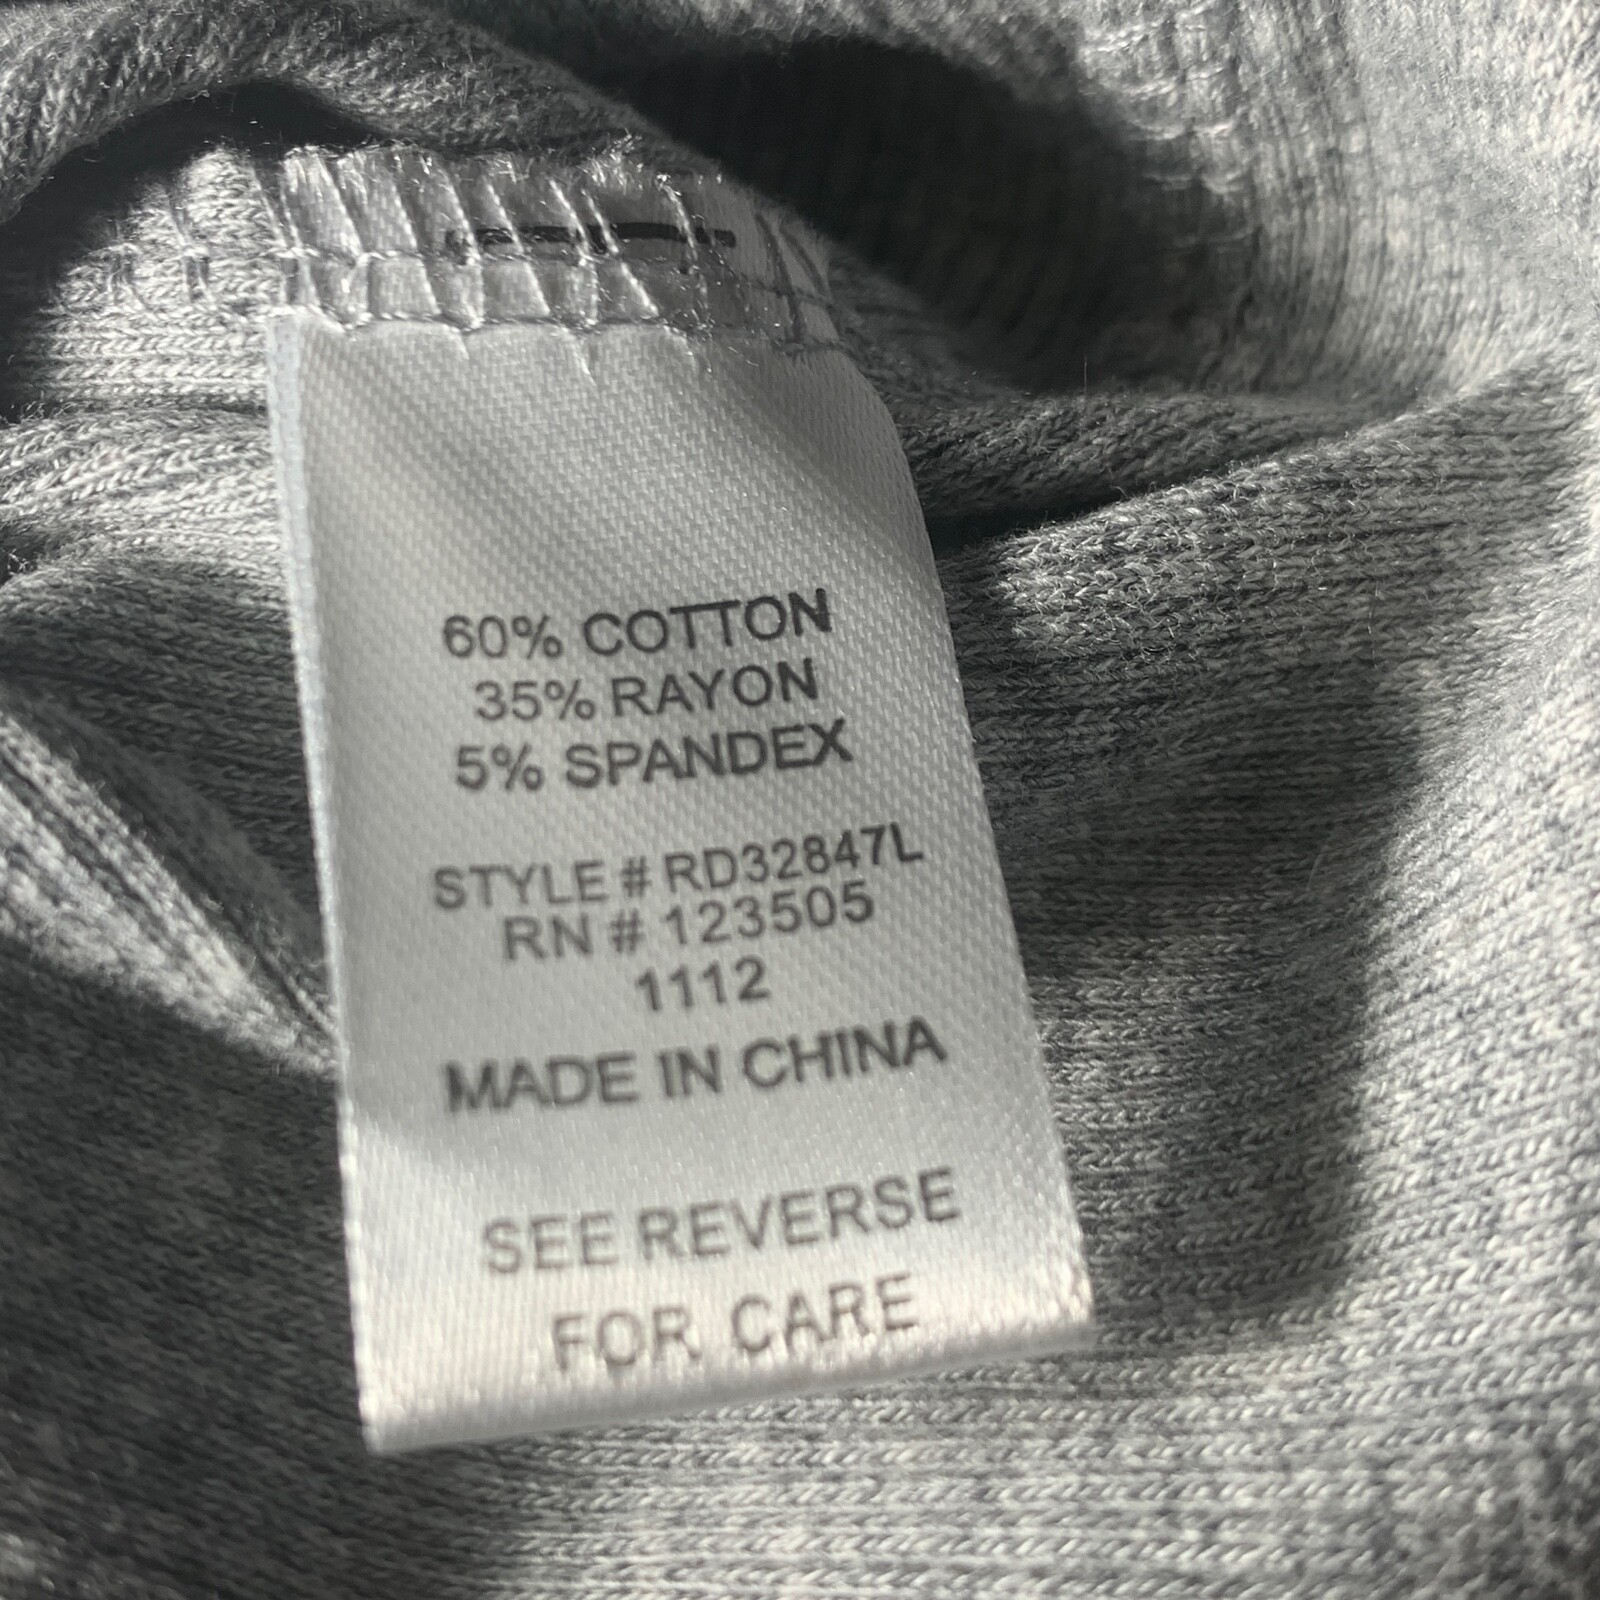 60% COTTON
35% RAYON
5% SPANDEX
STYLE # RD32847L
RN # 123505
1112
MADE IN CHINA
SEE REVERSE
FOR CARE